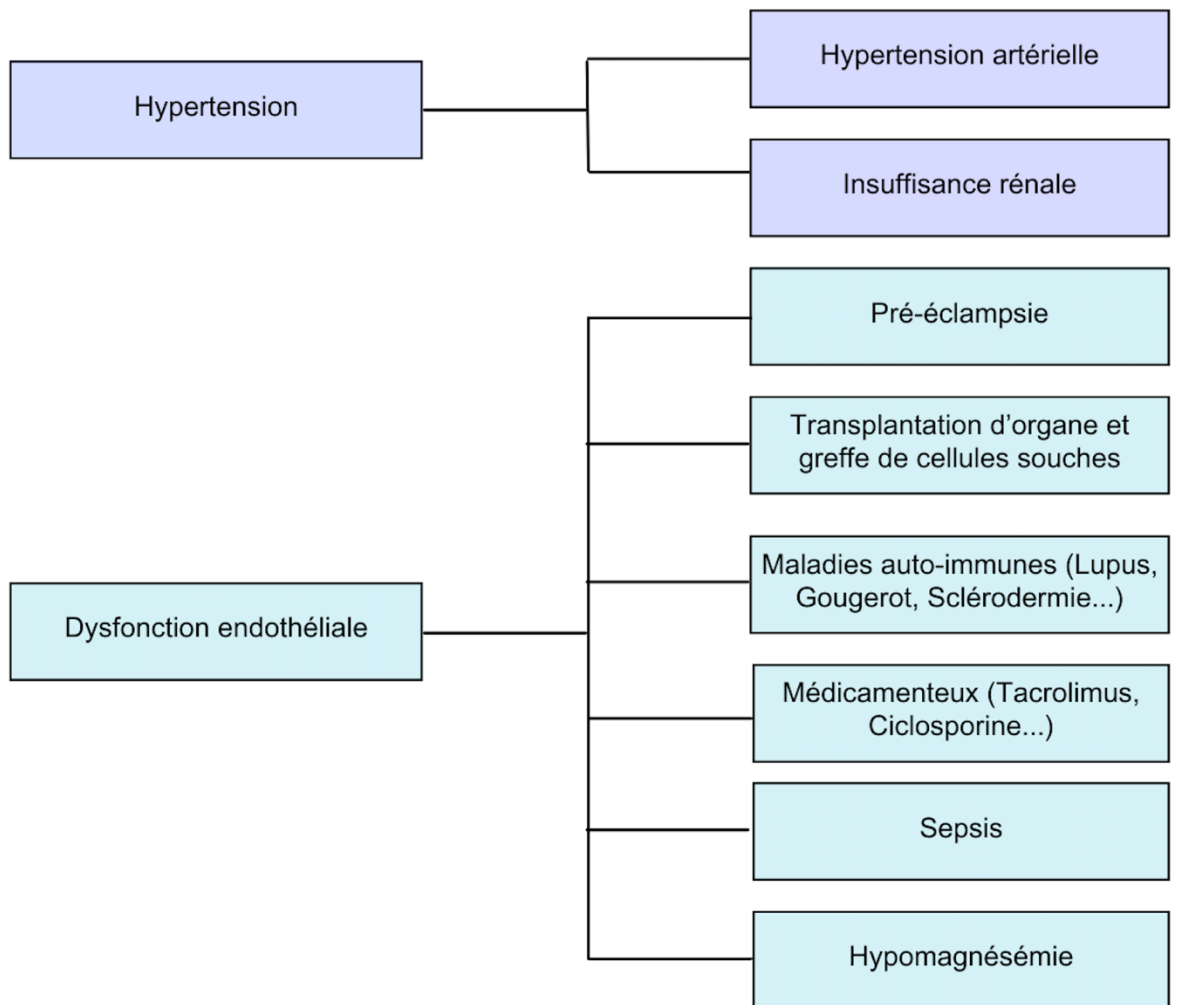 Hypertension
Hypertension artérielle
Insuffisance rénale
Dysfonction endothéliale
Pré-éclampsie
Transplantation d'organe et
greffe de cellules souches
Maladies auto-immunes (Lupus,
Gougerot, Sclérodermie...)
Médicamenteux (Tacrolimus,
Ciclosporine...)
Sepsis
Hypomagnésémie